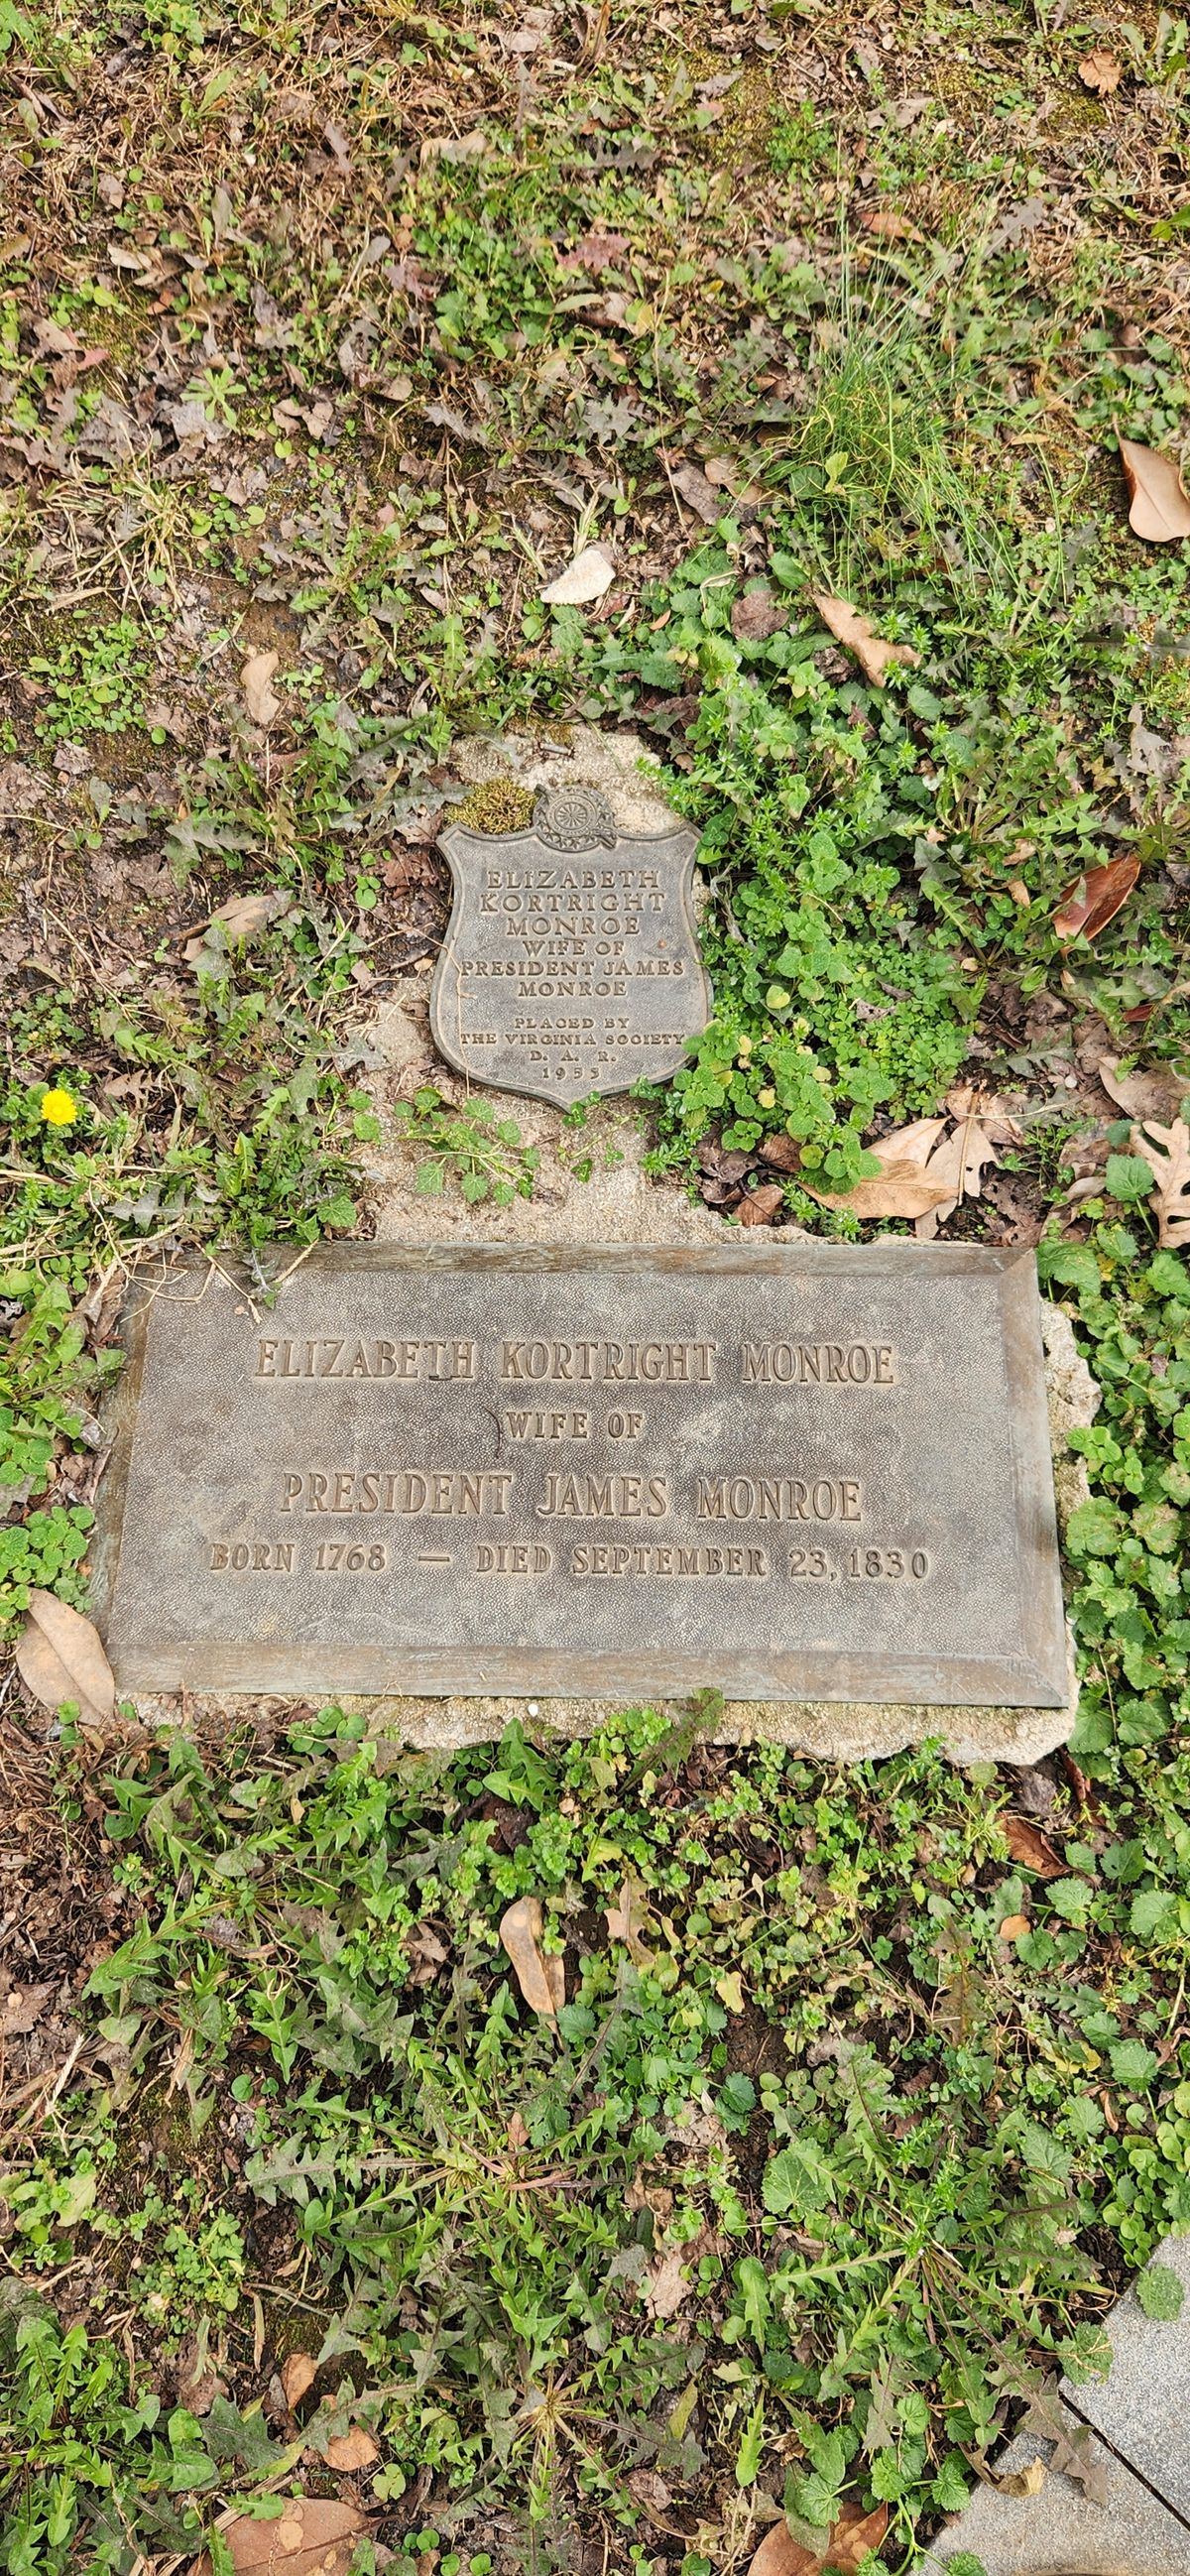 ELIZABETH
KORTRIGHT
MONROE
WIFE OF
PRESIDENT JAMES
MONROE
PLACED BY
THE VIRGINIA SOCIETY
D. A. R.
1953
ELIZABETH KORTRIGHT MONROE
WIFE OF
PRESIDENT JAMES MONROE
BORN 1768 — DIED SEPTEMBER 23, 1830